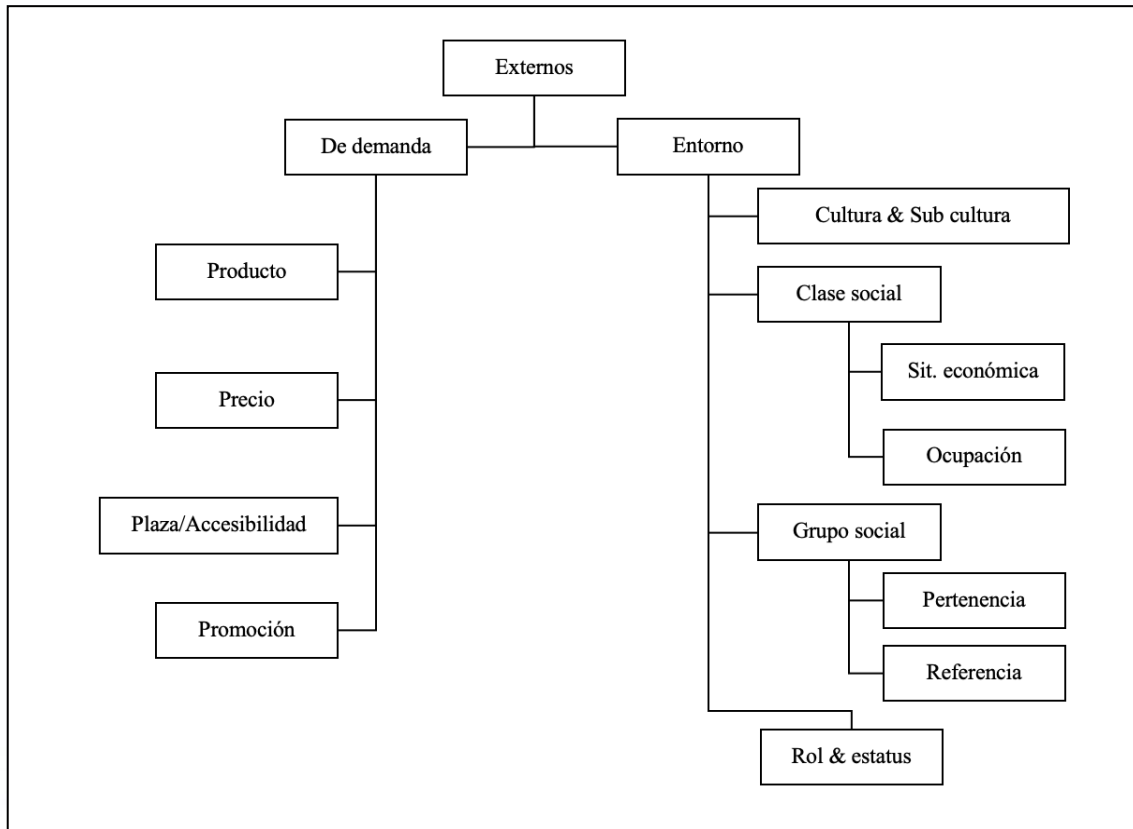 Externos
De demanda
Entorno
Producto
Precio
Plaza/Accesibilidad
Promoción
Cultura & Sub cultura
Clase social
Sit. económica
Ocupación
Grupo social
Pertenencia
Referencia
Rol & estatus